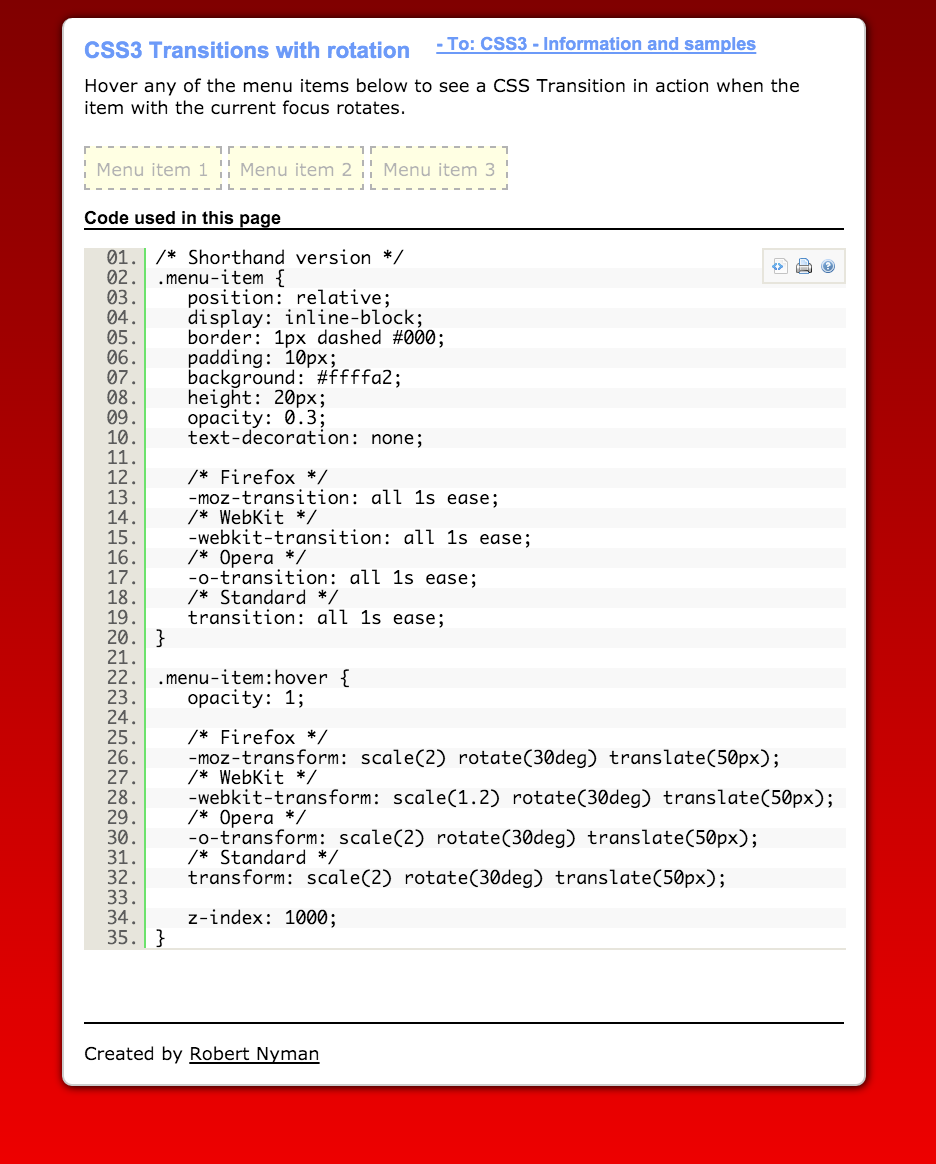 CSS3 Transitions with rotation - To: CSS3 - Information and samples
Hover any of the menu items below to see a CSS Transition in action when the
item with the current focus rotates.
Menu item 1 Menu item 2 Menu item 3
Code used in this page
01. /* Shorthand version */
02. .menu-item {
03. position: relative;
04. display: inline-block;
05. border: 1px dashed #000;
06. padding: 10px;
07. background: #ffffa2;
08. height: 20px;
09. opacity: 0.3;
10. text-decoration: none;
11.
12. /* Firefox */
13. -moz-transition: all 1s ease;
14. /* WebKit */
15. -webkit-transition: all 1s ease;
16. /* Opera */
17. -o-transition: all 1s ease;
18. /* Standard */
19. transition: all 1s ease;
20. }
21.
22. .menu-item:hover {
23. opacity: 1;
24.
25. /* Firefox */
26. -moz-transform: scale(2) rotate(30deg) translate(50px);
27. /* WebKit */
28. -webkit-transform: scale(1.2) rotate(30deg) translate(50px);
29. /* Opera */
30. -o-transform: scale(2) rotate(30deg) translate(50px);
31. /* Standard */
32. transform: scale(2) rotate(30deg) translate(50px);
33.
34. z-index: 1000;
35. }
Created by Robert Nyman